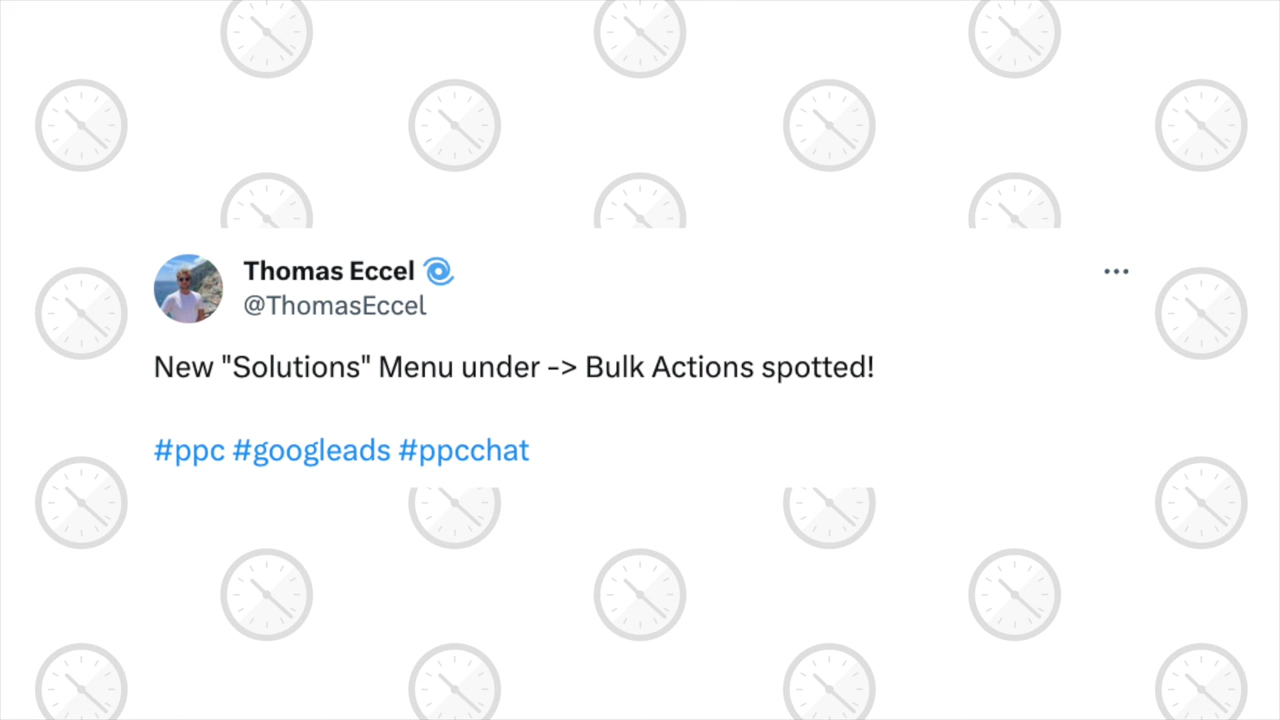 Thomas Eccel
@ThomasEccel
New "Solutions" Menu under -> Bulk Actions spotted!
#ppc #googleads #ppcchat